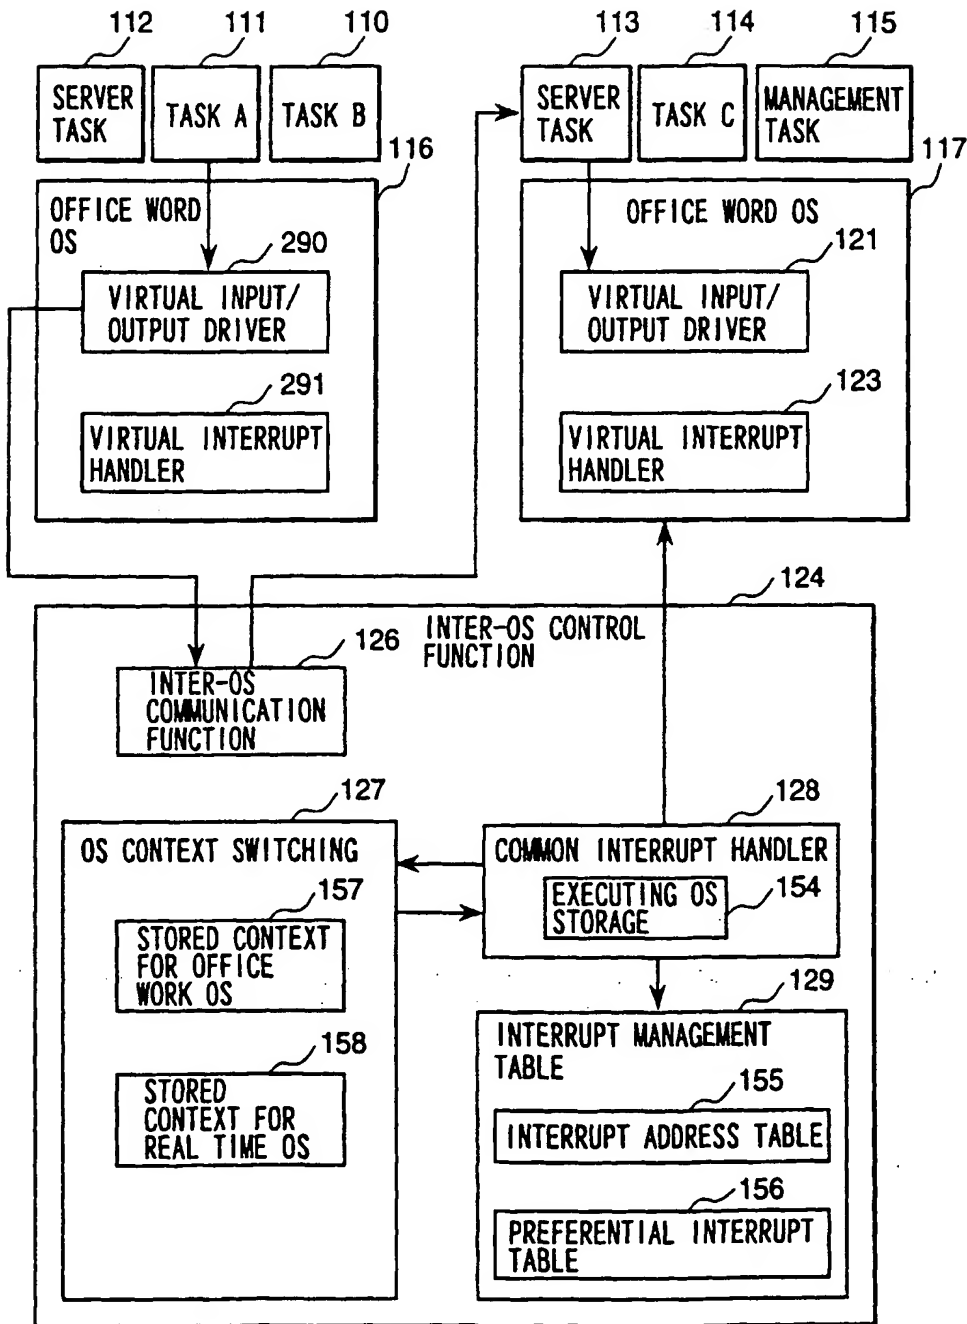 112
111
110
113
114
115
SERVER
TASK
TASK A
TASK B
SERVER
TASK
TASK C
MANAGEMENT
TASK
116
117
OFFICE WORD
OS
OFFICE WORD OS
290
121
VIRTUAL INPUT/
OUTPUT DRIVER
VIRTUAL INPUT/
OUTPUT DRIVER
291
123
VIRTUAL INTERRUPT
HANDLER
VIRTUAL INTERRUPT
HANDLER
124
INTER-OS CONTROL
FUNCTION
126
INTER-OS
COMMUNICATION
FUNCTION
127
128
OS CONTEXT SWITCHING
COMMON INTERRUPT HANDLER
157
EXECUTING OS
STORAGE
154
STORED CONTEXT
FOR OFFICE
WORK OS
129
158
INTERRUPT MANAGEMENT
TABLE
STORED
CONTEXT FOR
REAL TIME OS
155
INTERRUPT ADDRESS TABLE
156
PREFERENTIAL INTERRUPT
TABLE